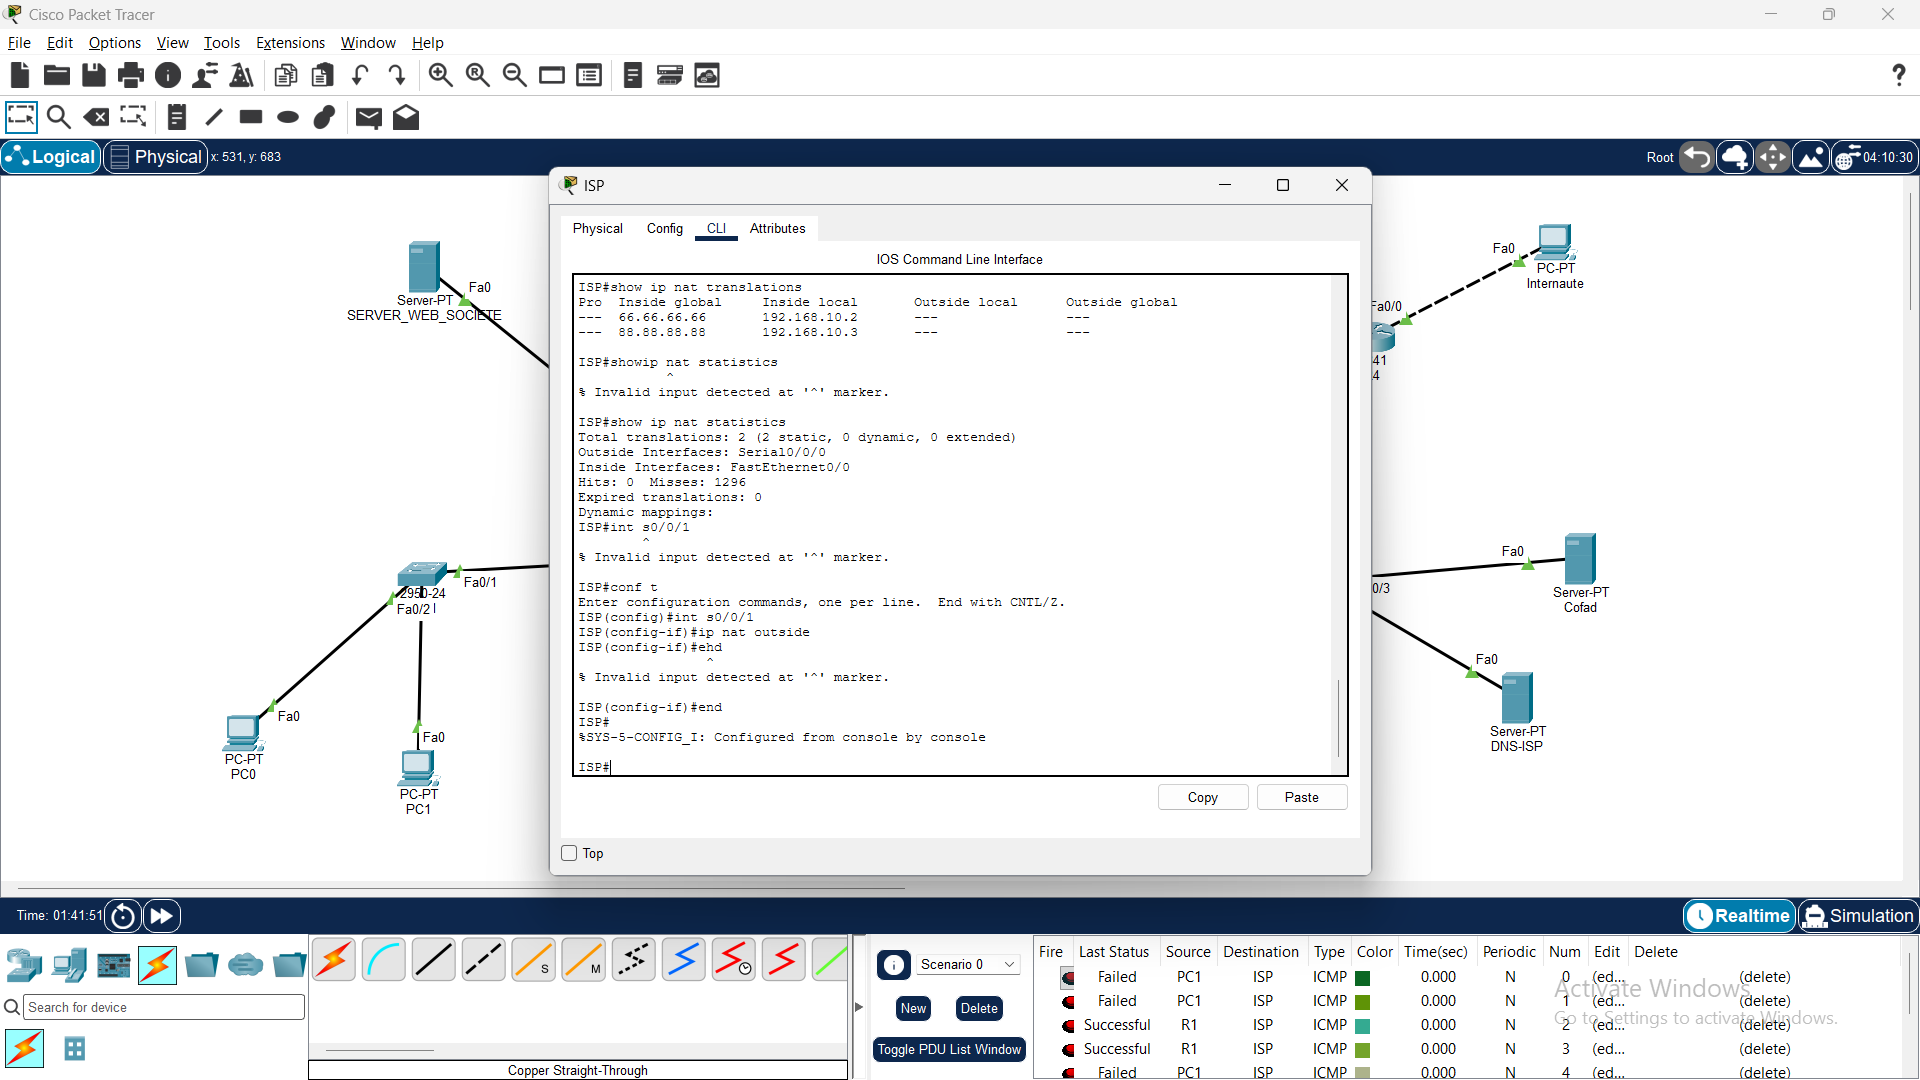 Cisco Packet Tracer
File Edit Options View Tools Extensions Window Help
Logical Physical x: 531, y: 683 Root 04:10:30
ISP
Physical Config CLI Attributes
IOS Command Line Interface
ISP#show ip nat translations
Pro Inside global Inside local Outside local Outside global
--- 66.66.66.66 192.168.10.2 --- ---
--- 88.88.88.88 192.168.10.3 --- ---
ISP#showip nat statistics
^
% Invalid input detected at '^' marker.
ISP#show ip nat statistics
Total translations: 2 (2 static, 0 dynamic, 0 extended)
Outside Interfaces: Serial0/0/0
Inside Interfaces: FastEthernet0/0
Hits: 0 Misses: 1296
Expired translations: 0
Dynamic mappings:
ISP#int s0/0/1
^
% Invalid input detected at '^' marker.
ISP#conf t
Enter configuration commands, one per line. End with CNTL/Z.
ISP(config)#int s0/0/1
ISP(config-if)#ip nat outside
ISP(config-if)#ehd
^
% Invalid input detected at '^' marker.
ISP(config-if)#end
ISP#
%SYS-5-CONFIG_I: Configured from console by console
ISP#
Copy Paste
Top
Fa0
Server-PT
SERVER_WEB_SOCIETE
Fa0/1
2950-24
Fa0/2
Fa0
PC-PT
PC0
Fa0
PC-PT
PC1
Fa0
PC-PT
Internaute
Fa0/0
41
4
Fa0
0/3
Server-PT
Cofad
Fa0
Server-PT
DNS-ISP
Time: 01:41:51 Realtime Simulation
Search for device
S M
Copper Straight-Through
Scenario 0
New Delete
Toggle PDU List Window
Fire Last Status Source Destination Type Color Time(sec) Periodic Num Edit Delete
Failed PC1 ISP ICMP 0.000 N 0 (ed... (delete)
Failed PC1 ISP ICMP 0.000 N 1 (ed... (delete)
Successful R1 ISP ICMP 0.000 N 2 (ed... (delete)
Successful R1 ISP ICMP 0.000 N 3 (ed... (delete)
Failed PC1 ISP ICMP 0.000 N 4 (ed... (delete)
Activate Windows
Go to Settings to activate Windows.